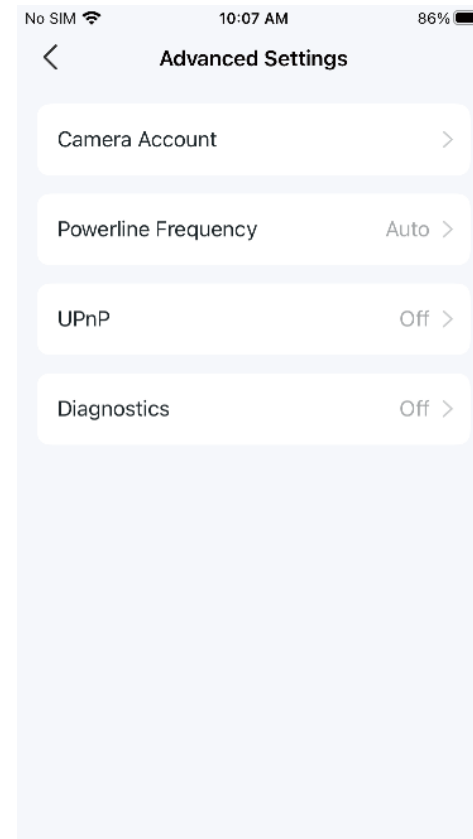 No SIM 10:07 AM 86%
Advanced Settings
Camera Account
Powerline Frequency Auto
UPnP Off
Diagnostics Off